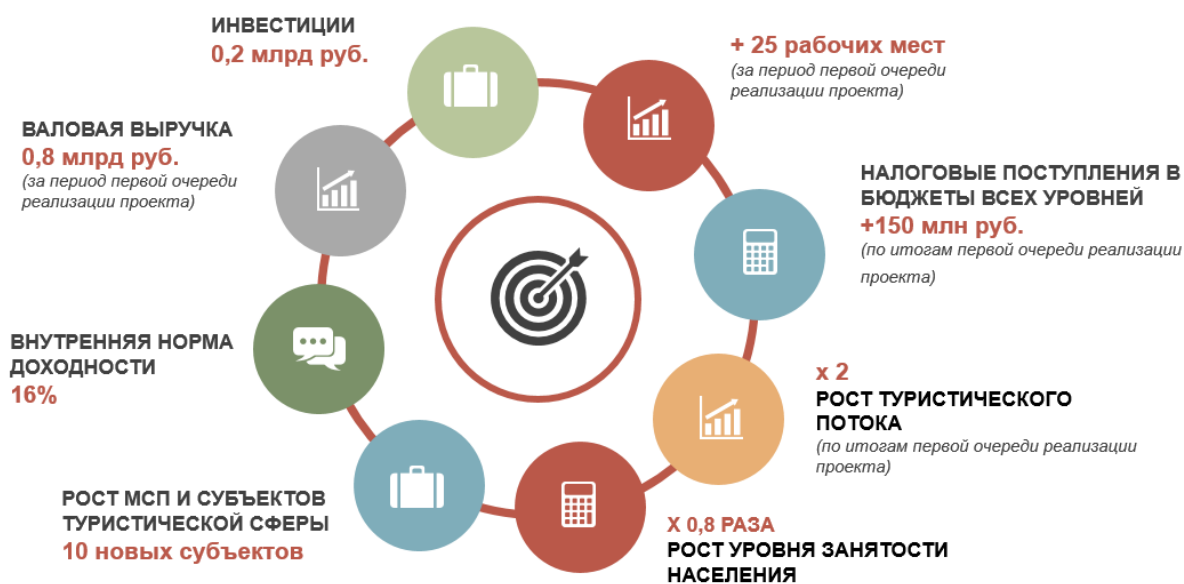 ИНВЕСТИЦИИ
0,2 млрд руб.
+ 25 рабочих мест
(за период первой очереди
реализации проекта)
ВАЛОВАЯ ВЫРУЧКА
0,8 млрд руб.
(за период первой очереди
реализации проекта)
НАЛОГОВЫЕ ПОСТУПЛЕНИЯ В
БЮДЖЕТЫ ВСЕХ УРОВНЕЙ
+150 млн руб.
(по итогам первой очереди реализации
проекта)
ВНУТРЕННЯЯ НОРМА
ДОХОДНОСТИ
16%
х 2
РОСТ ТУРИСТИЧЕСКОГО
ПОТОКА
(по итогам первой очереди реализации
проекта)
РОСТ МСП И СУБЪЕКТОВ
ТУРИСТИЧЕСКОЙ СФЕРЫ
10 новых субъектов
Х 0,8 РАЗА
РОСТ УРОВНЯ ЗАНЯТОСТИ
НАСЕЛЕНИЯ